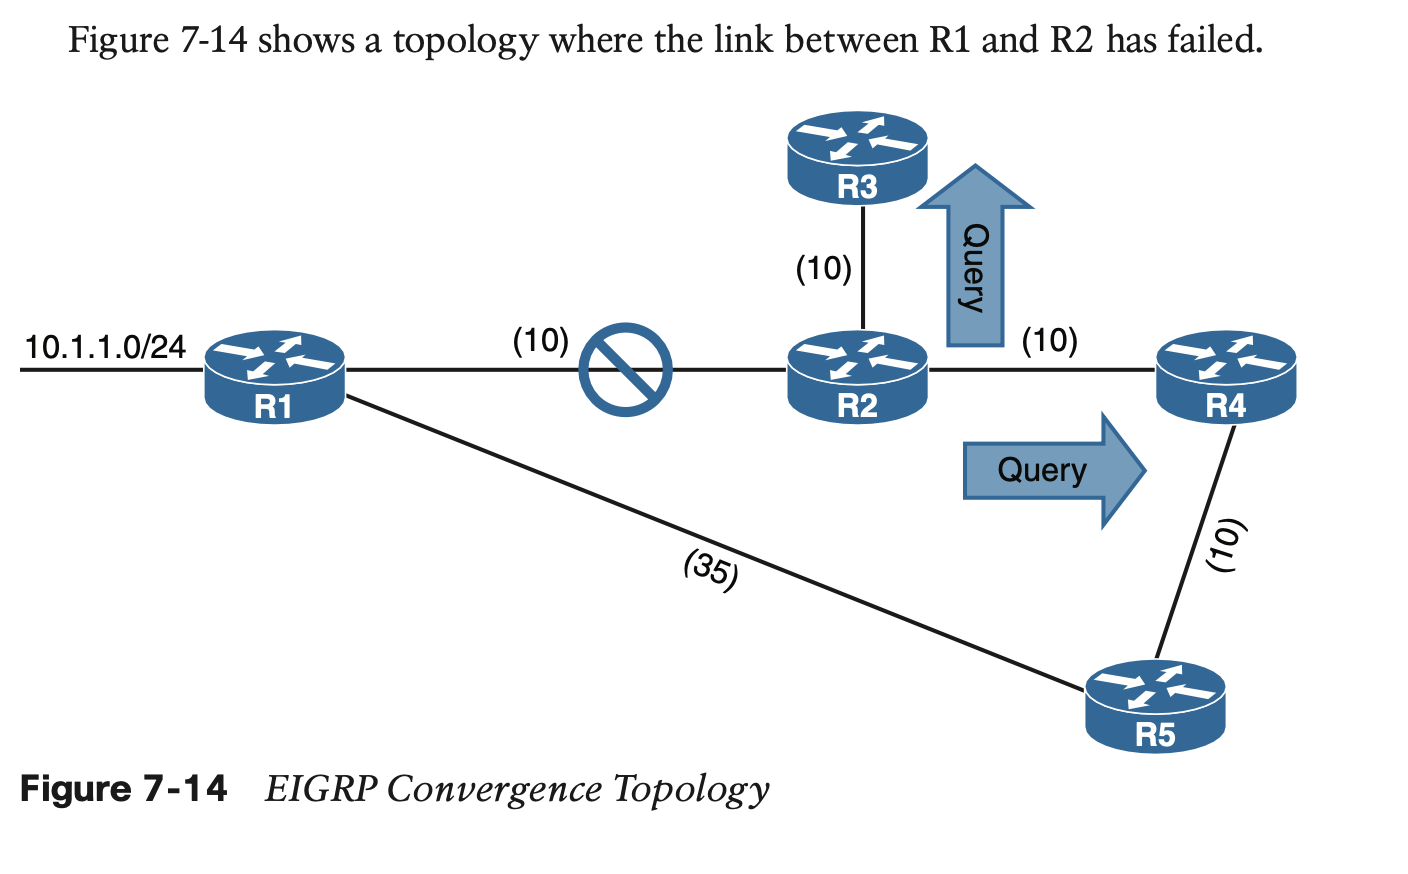 Figure 7-14 shows a topology where the link between R1 and R2 has failed.
R3
Query
(10)
10.1.1.0/24
(10)
(10)
R1
R2
R4
Query
(10)
(35)
R5
Figure 7-14 EIGRP Convergence Topology